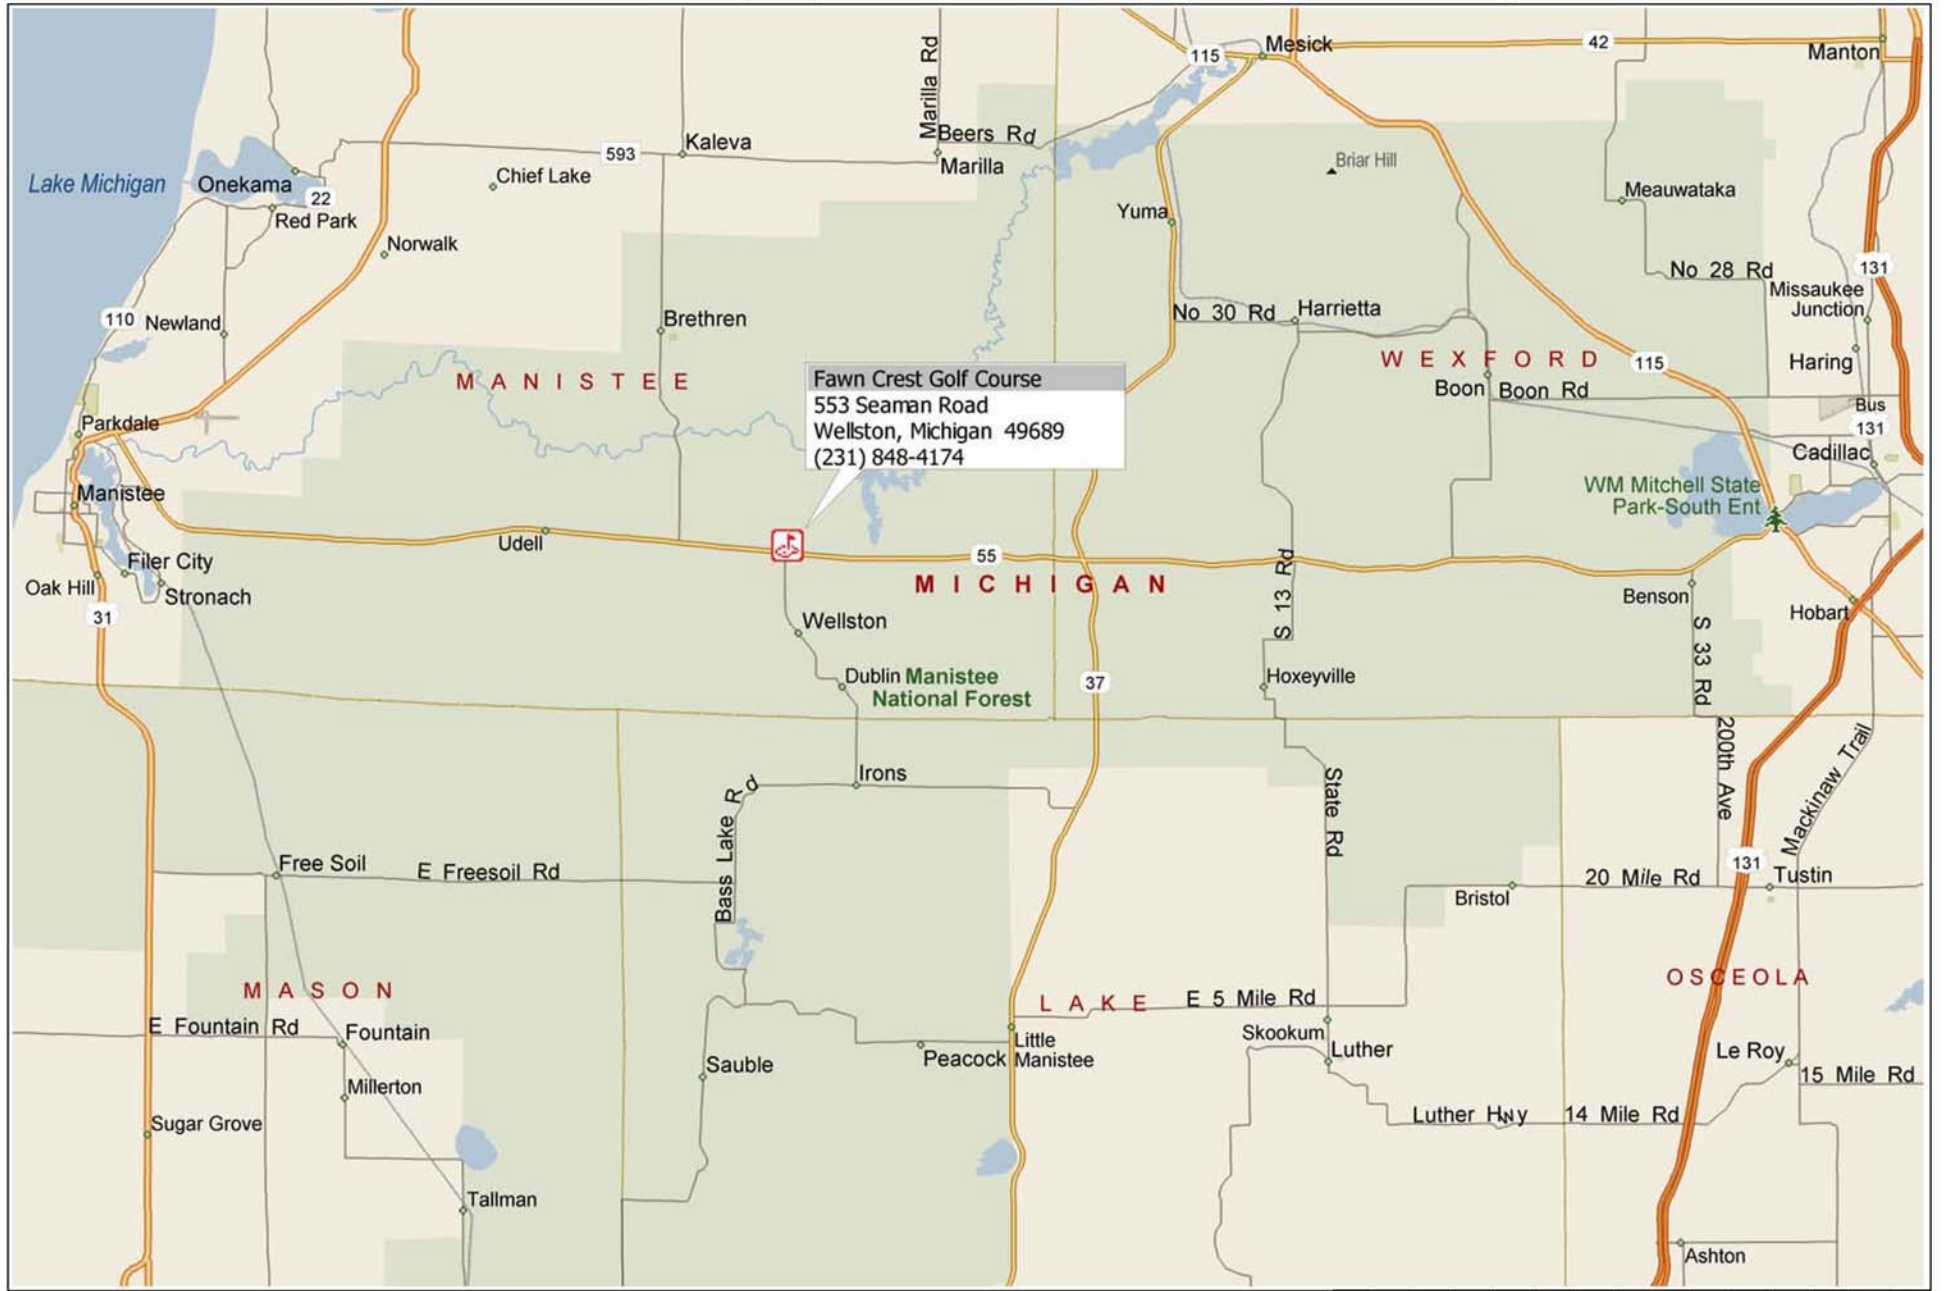 Mesick
115
42
Manton
Marilla Rd
Beers Rd
593
Kaleva
Marilla
Briar Hill
Lake Michigan
Onekama
22
Chief Lake
Meauwataka
Red Park
Yuma
Norwalk
No 28 Rd
131
Missaukee
Junction
110
Newland
Brethren
No 30 Rd
Harrietta
Haring
WEXFORD
115
MANISTEE
Fawn Crest Golf Course
553 Seaman Road
Wellston, Michigan 49689
(231) 848-4174
Boon
Boon Rd
Bus
131
Parkdale
Cadillac
WM Mitchell State
Park-South Ent
Manistee
Udell
55
Filer City
Oak Hill
Stronach
MICHIGAN
S 13 Rd
Benson
Hobart
31
Wellston
S 33 Rd
Dublin
Manistee
National Forest
37
Hoxeyville
200th Ave
Mackinaw Trail
Irons
Bass Lake Rd
State Rd
Free Soil
E Freesoil Rd
131
20 Mile Rd
Tustin
Bristol
MASON
OSCEOLA
LAKE
E 5 Mile Rd
E Fountain Rd
Fountain
Skookum
Little
Manistee
Peacock
Luther
Le Roy
Sauble
15 Mile Rd
Millerton
Luther Hwy
14 Mile Rd
Sugar Grove
Tallman
Ashton